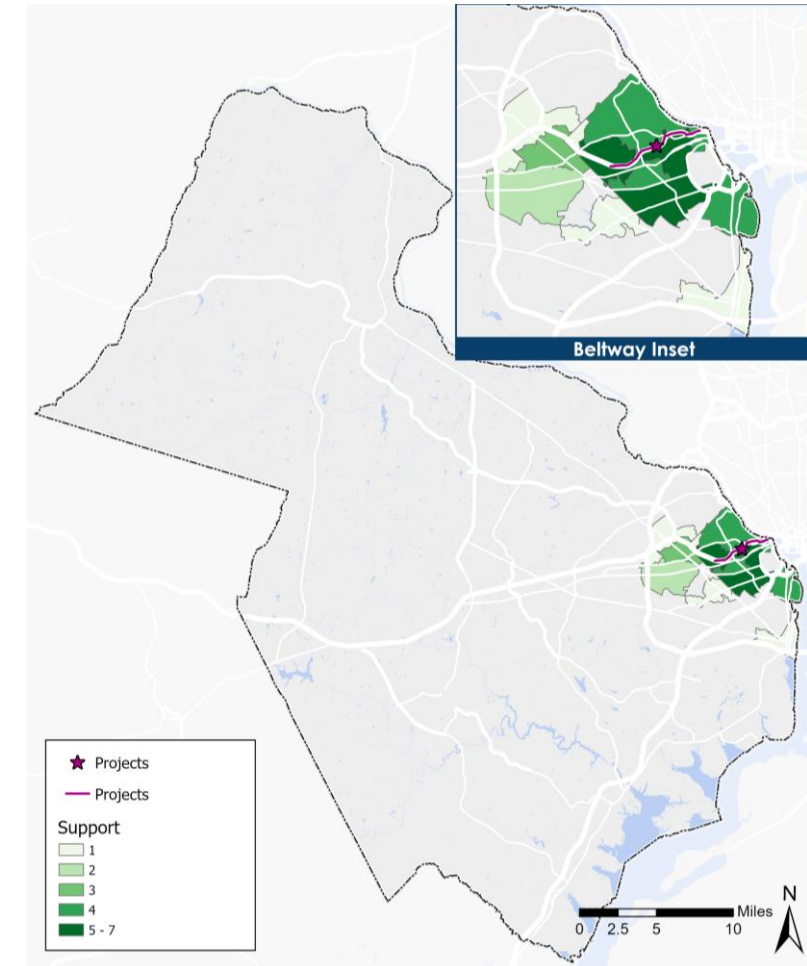 Beltway Inset
Projects
Projects
Support
1
2
3
4
5 - 7
N
Miles
0 2.5 5 10